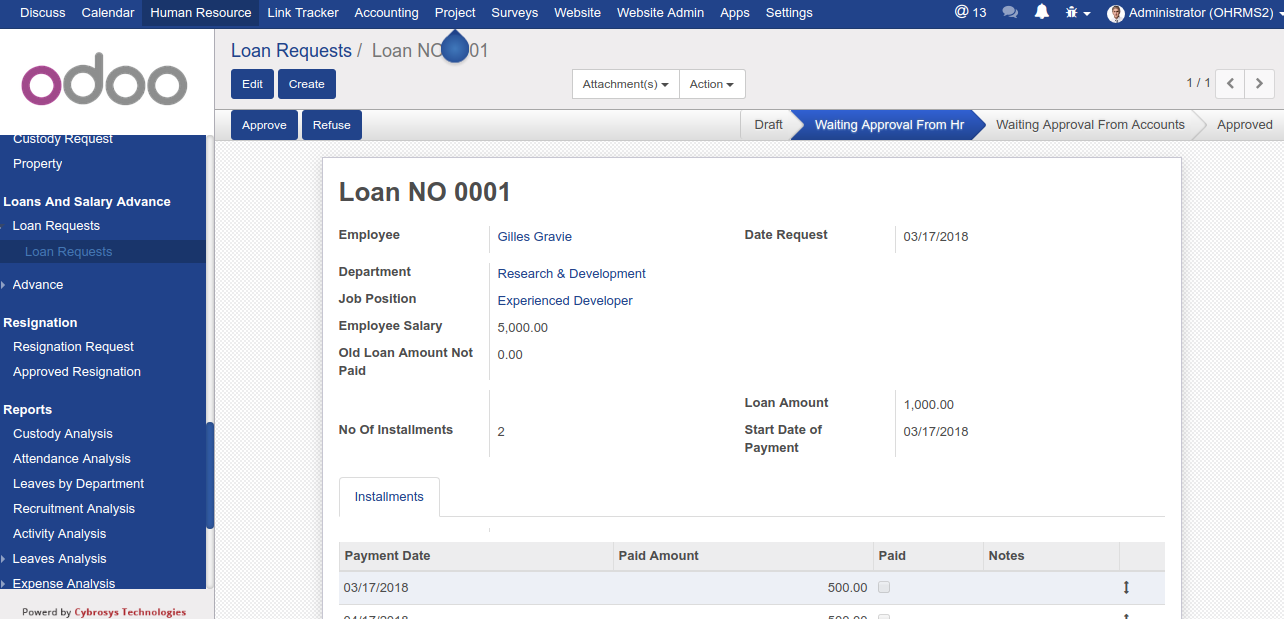 Discuss Calendar Human Resource Link Tracker Accounting Project Surveys Website Website Admin Apps Settings @ 13 Administrator (OHRMS2)
odoo
Loan Requests / Loan NO 01
Edit Create Attachment(s) Action 1 / 1
Approve Refuse Draft Waiting Approval From Hr Waiting Approval From Accounts Approved
Custody Request
Property
Loans And Salary Advance
Loan Requests
Loan Requests
Advance
Resignation
Resignation Request
Approved Resignation
Reports
Custody Analysis
Attendance Analysis
Leaves by Department
Recruitment Analysis
Activity Analysis
Leaves Analysis
Expense Analysis
Powerd by Cybrosys Technologies
Loan NO 0001
Employee Gilles Gravie Date Request 03/17/2018
Department Research & Development
Job Position Experienced Developer
Employee Salary 5,000.00
Old Loan Amount Not Paid 0.00
Loan Amount 1,000.00
No Of Installments 2 Start Date of Payment 03/17/2018
Installments
Payment Date Paid Amount Paid Notes
03/17/2018 500.00
04/17/2018 500.00